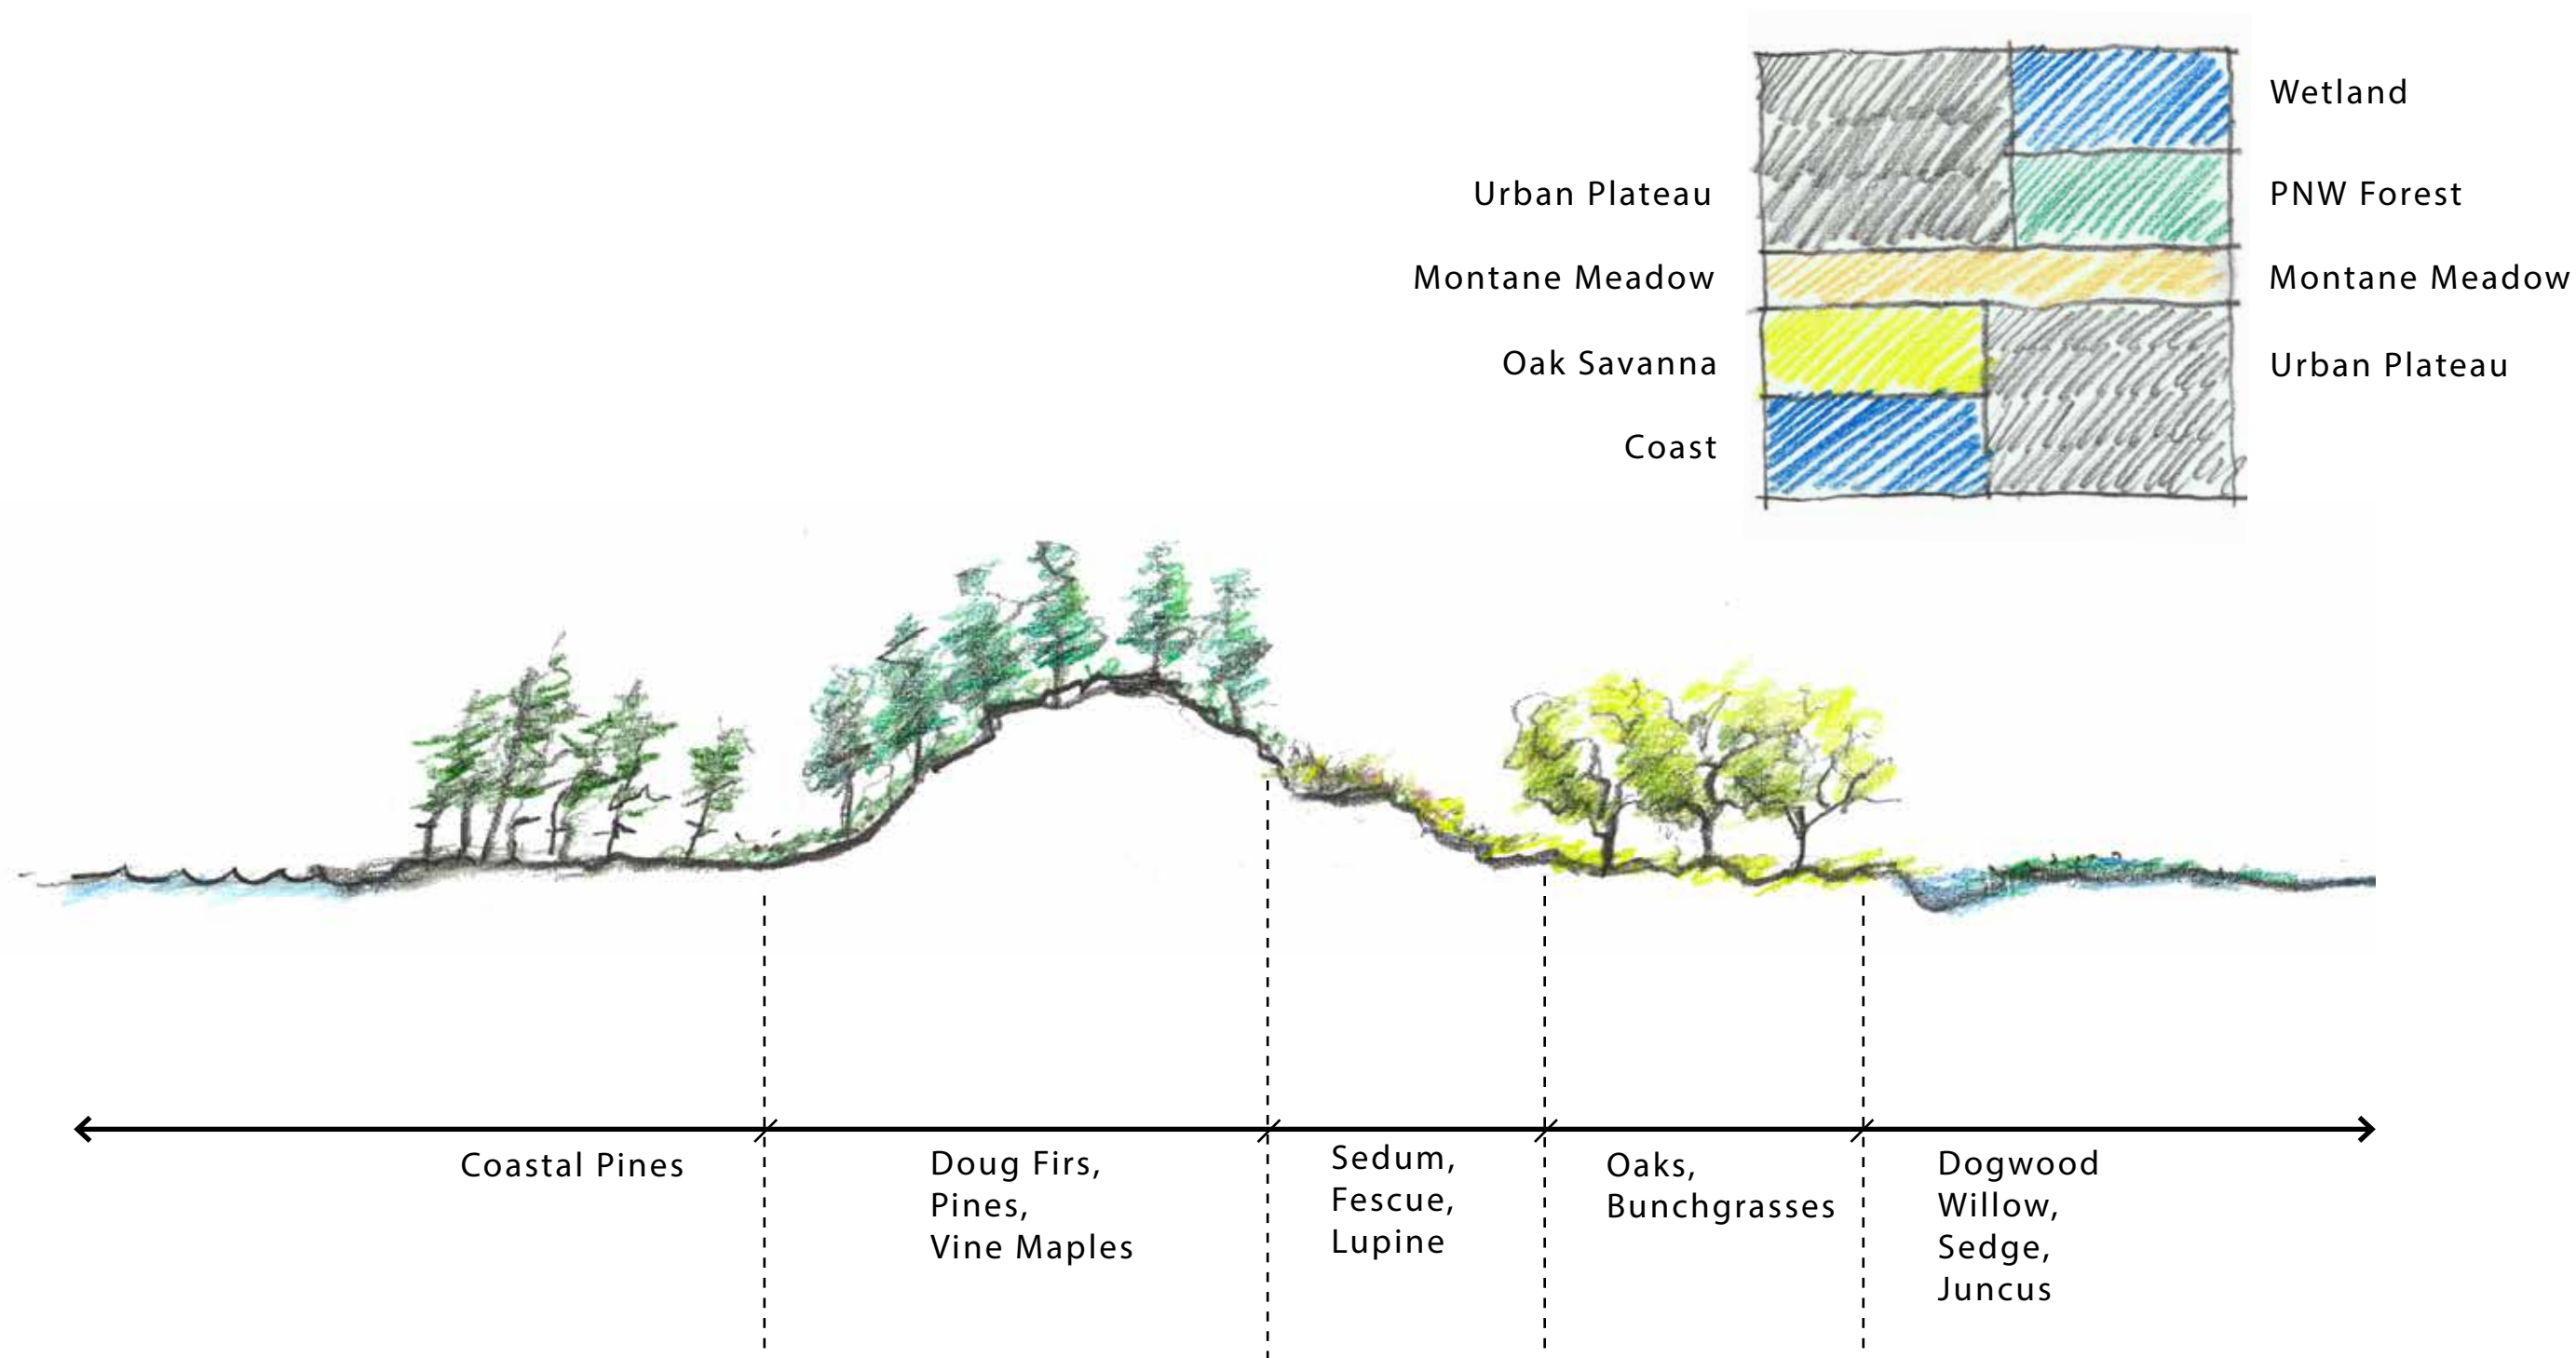 Wetland
Urban Plateau
PNW Forest
Montane Meadow
Montane Meadow
Oak Savanna
Urban Plateau
Coast
Coastal Pines
Doug Firs,
Pines,
Vine Maples
Sedum,
Fescue,
Lupine
Oaks,
Bunchgrasses
Dogwood
Willow,
Sedge,
Juncus